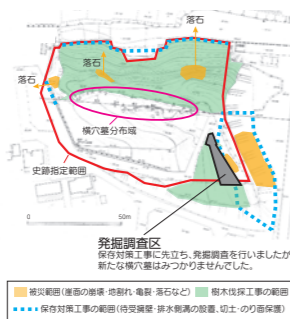 落石
落石
落石
横穴墓分布域
史跡指定範囲
0 50m
発掘調査区
保存対策工事に先立ち、発掘調査を行いましたが
新たな横穴墓はみつかりませんでした。
被災範囲(崖面の崩壊・地割れ・亀裂・落石など) 樹木伐採工事の範囲
保存対策工事の範囲(待受擁壁・排水側溝の設置、切土・のり面保護)